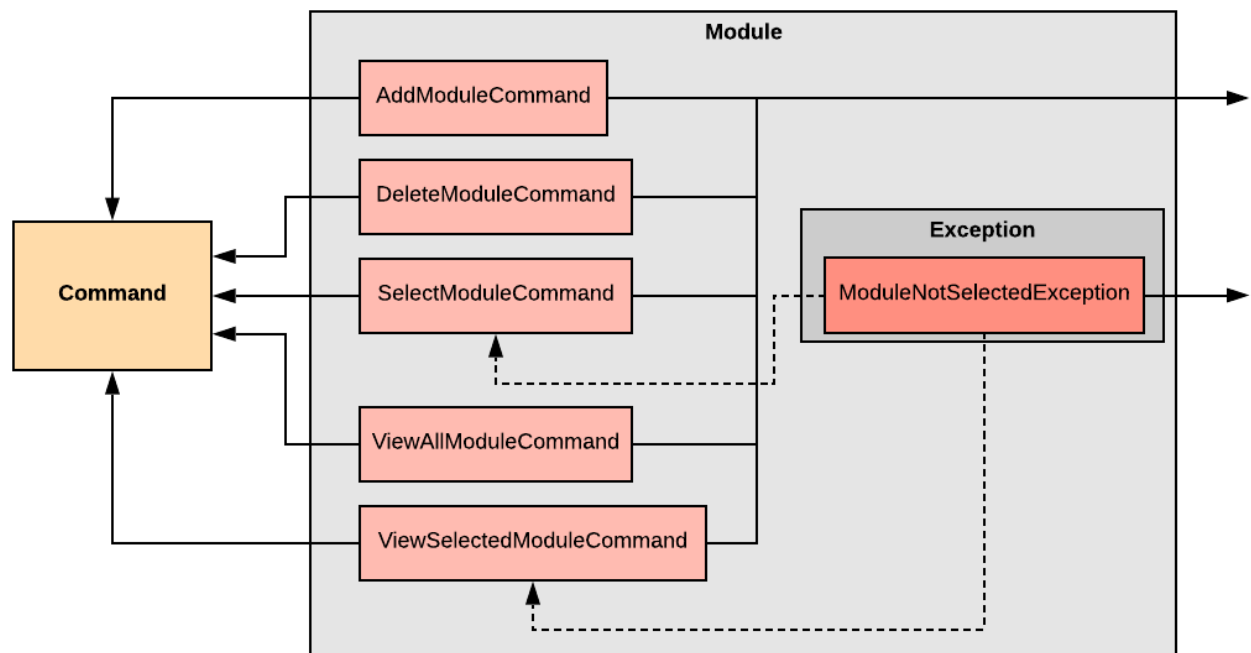 Module
AddModuleCommand
DeleteModuleCommand
Exception
Command
SelectModuleCommand
ModuleNotSelectedException
ViewAllModuleCommand
ViewSelectedModuleCommand